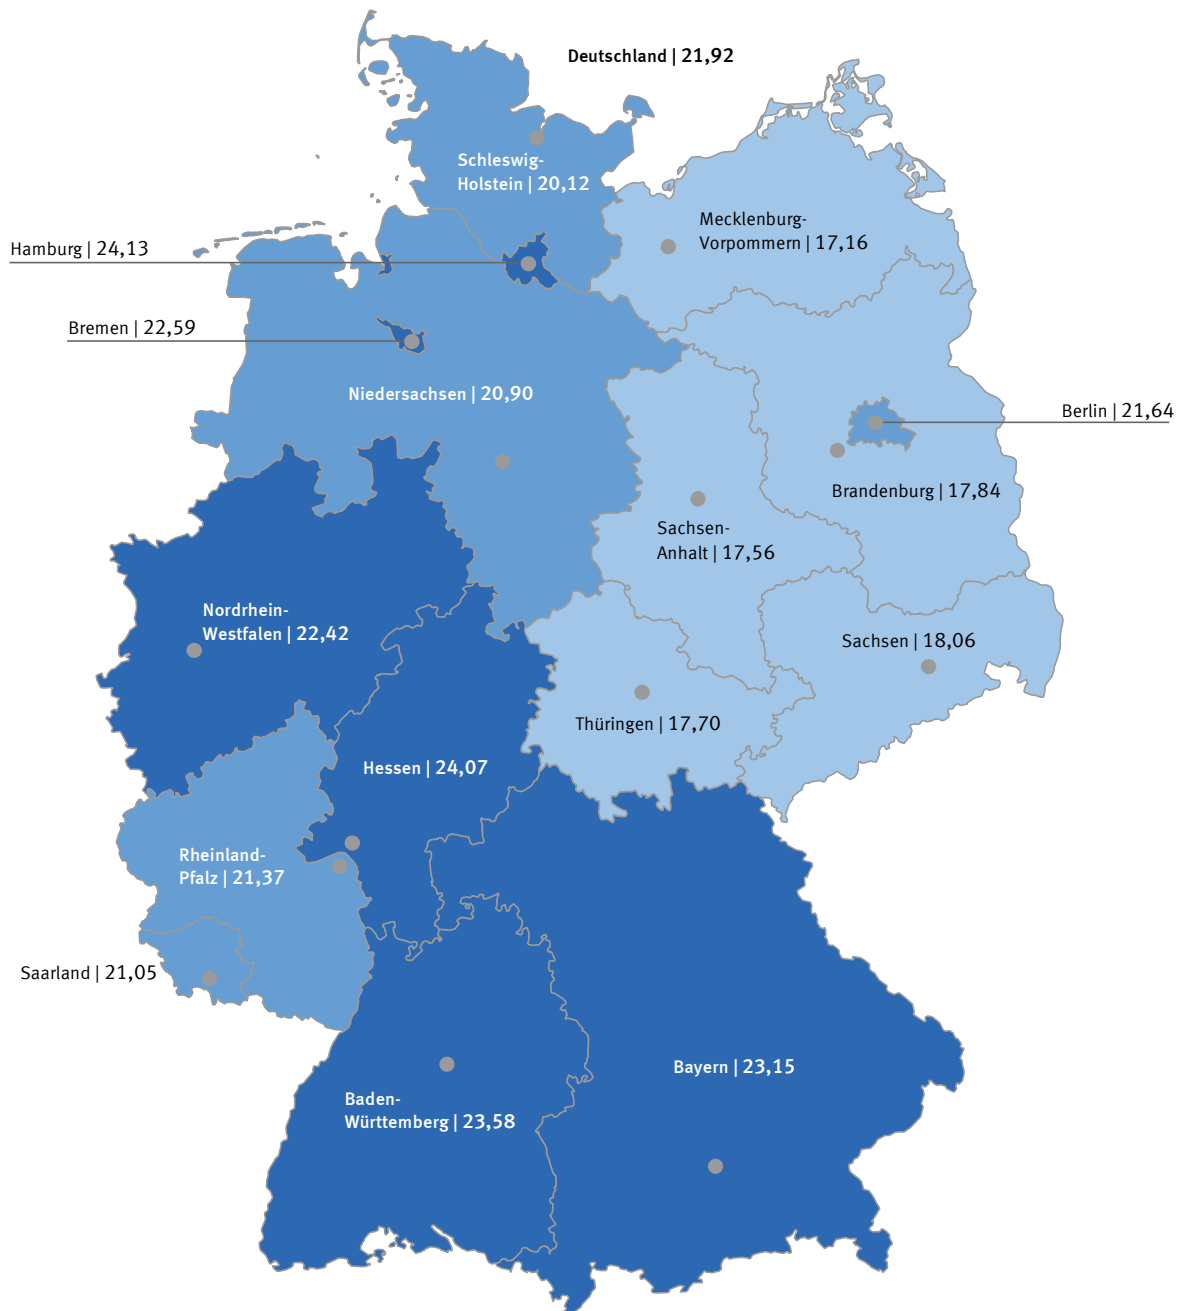 Deutschland | 21,92
Schleswig-
Holstein | 20,12
Mecklenburg-
Vorpommern | 17,16
Hamburg | 24,13
Bremen | 22,59
Niedersachsen | 20,90
Berlin | 21,64
Brandenburg | 17,84
Sachsen-
Anhalt | 17,56
Nordrhein-
Westfalen | 22,42
Sachsen | 18,06
Thüringen | 17,70
Hessen | 24,07
Rheinland-
Pfalz | 21,37
Saarland | 21,05
Bayern | 23,15
Baden-
Württemberg | 23,58